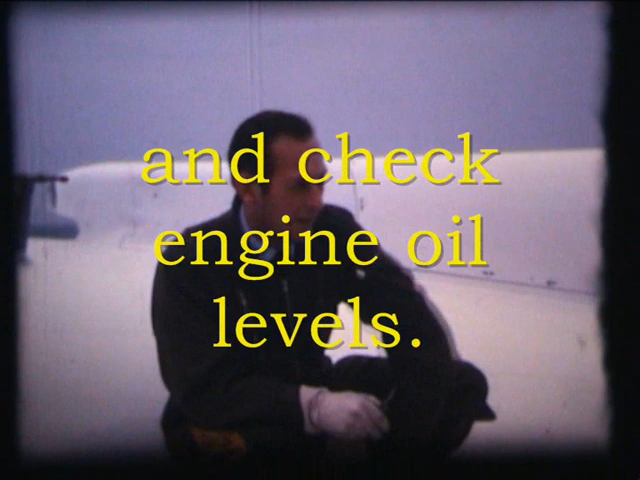 and check
engine oil
levels.